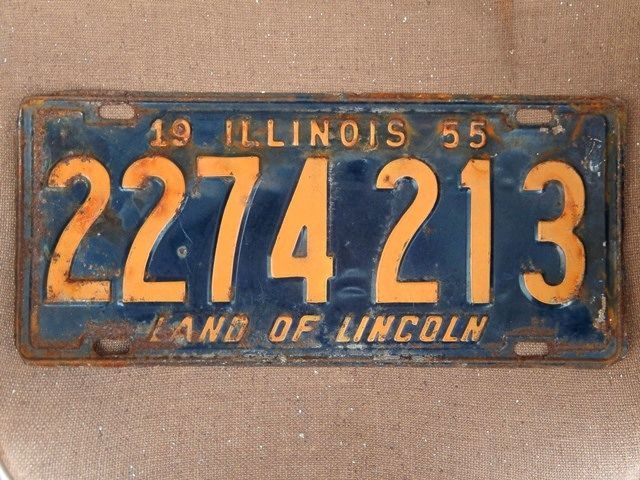 19 ILLINOIS 55
2274 213
LAND OF LINCOLN